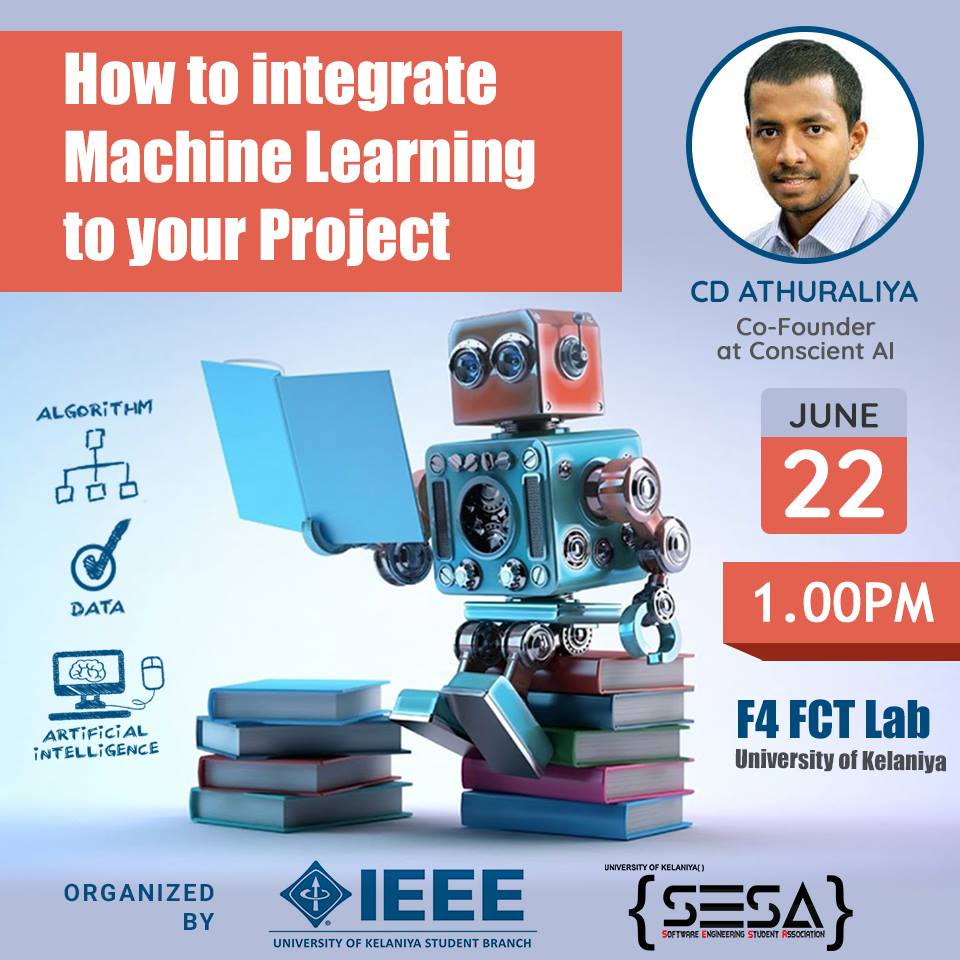 How to integrate
Machine Learning
to your Project
CD ATHURALIYA
Co-Founder
at Conscient AI
JUNE
22
1.00PM
F4 FCT Lab
University of Kelaniya
ALGORiTHM
DATA
ARTiFiCiAL
iNTELLiGENCE
ORGANIZED
BY
IEEE
UNIVERSITY OF KELANIYA STUDENT BRANCH
UNIVERSITY OF KELANIYA( )
{SESA}
SOFTWARE ENGINEERING STUDENT ASSOCIATION